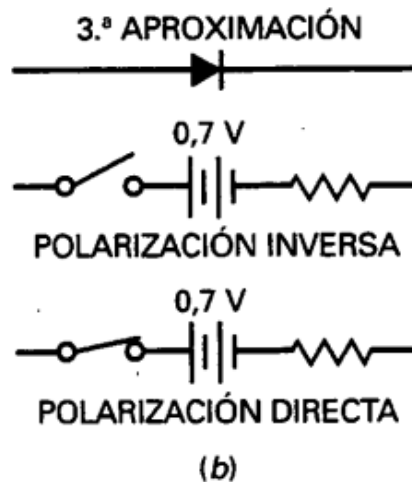 3.ª APROXIMACIÓN
0,7 V
POLARIZACIÓN INVERSA
0,7 V
POLARIZACIÓN DIRECTA
(b)